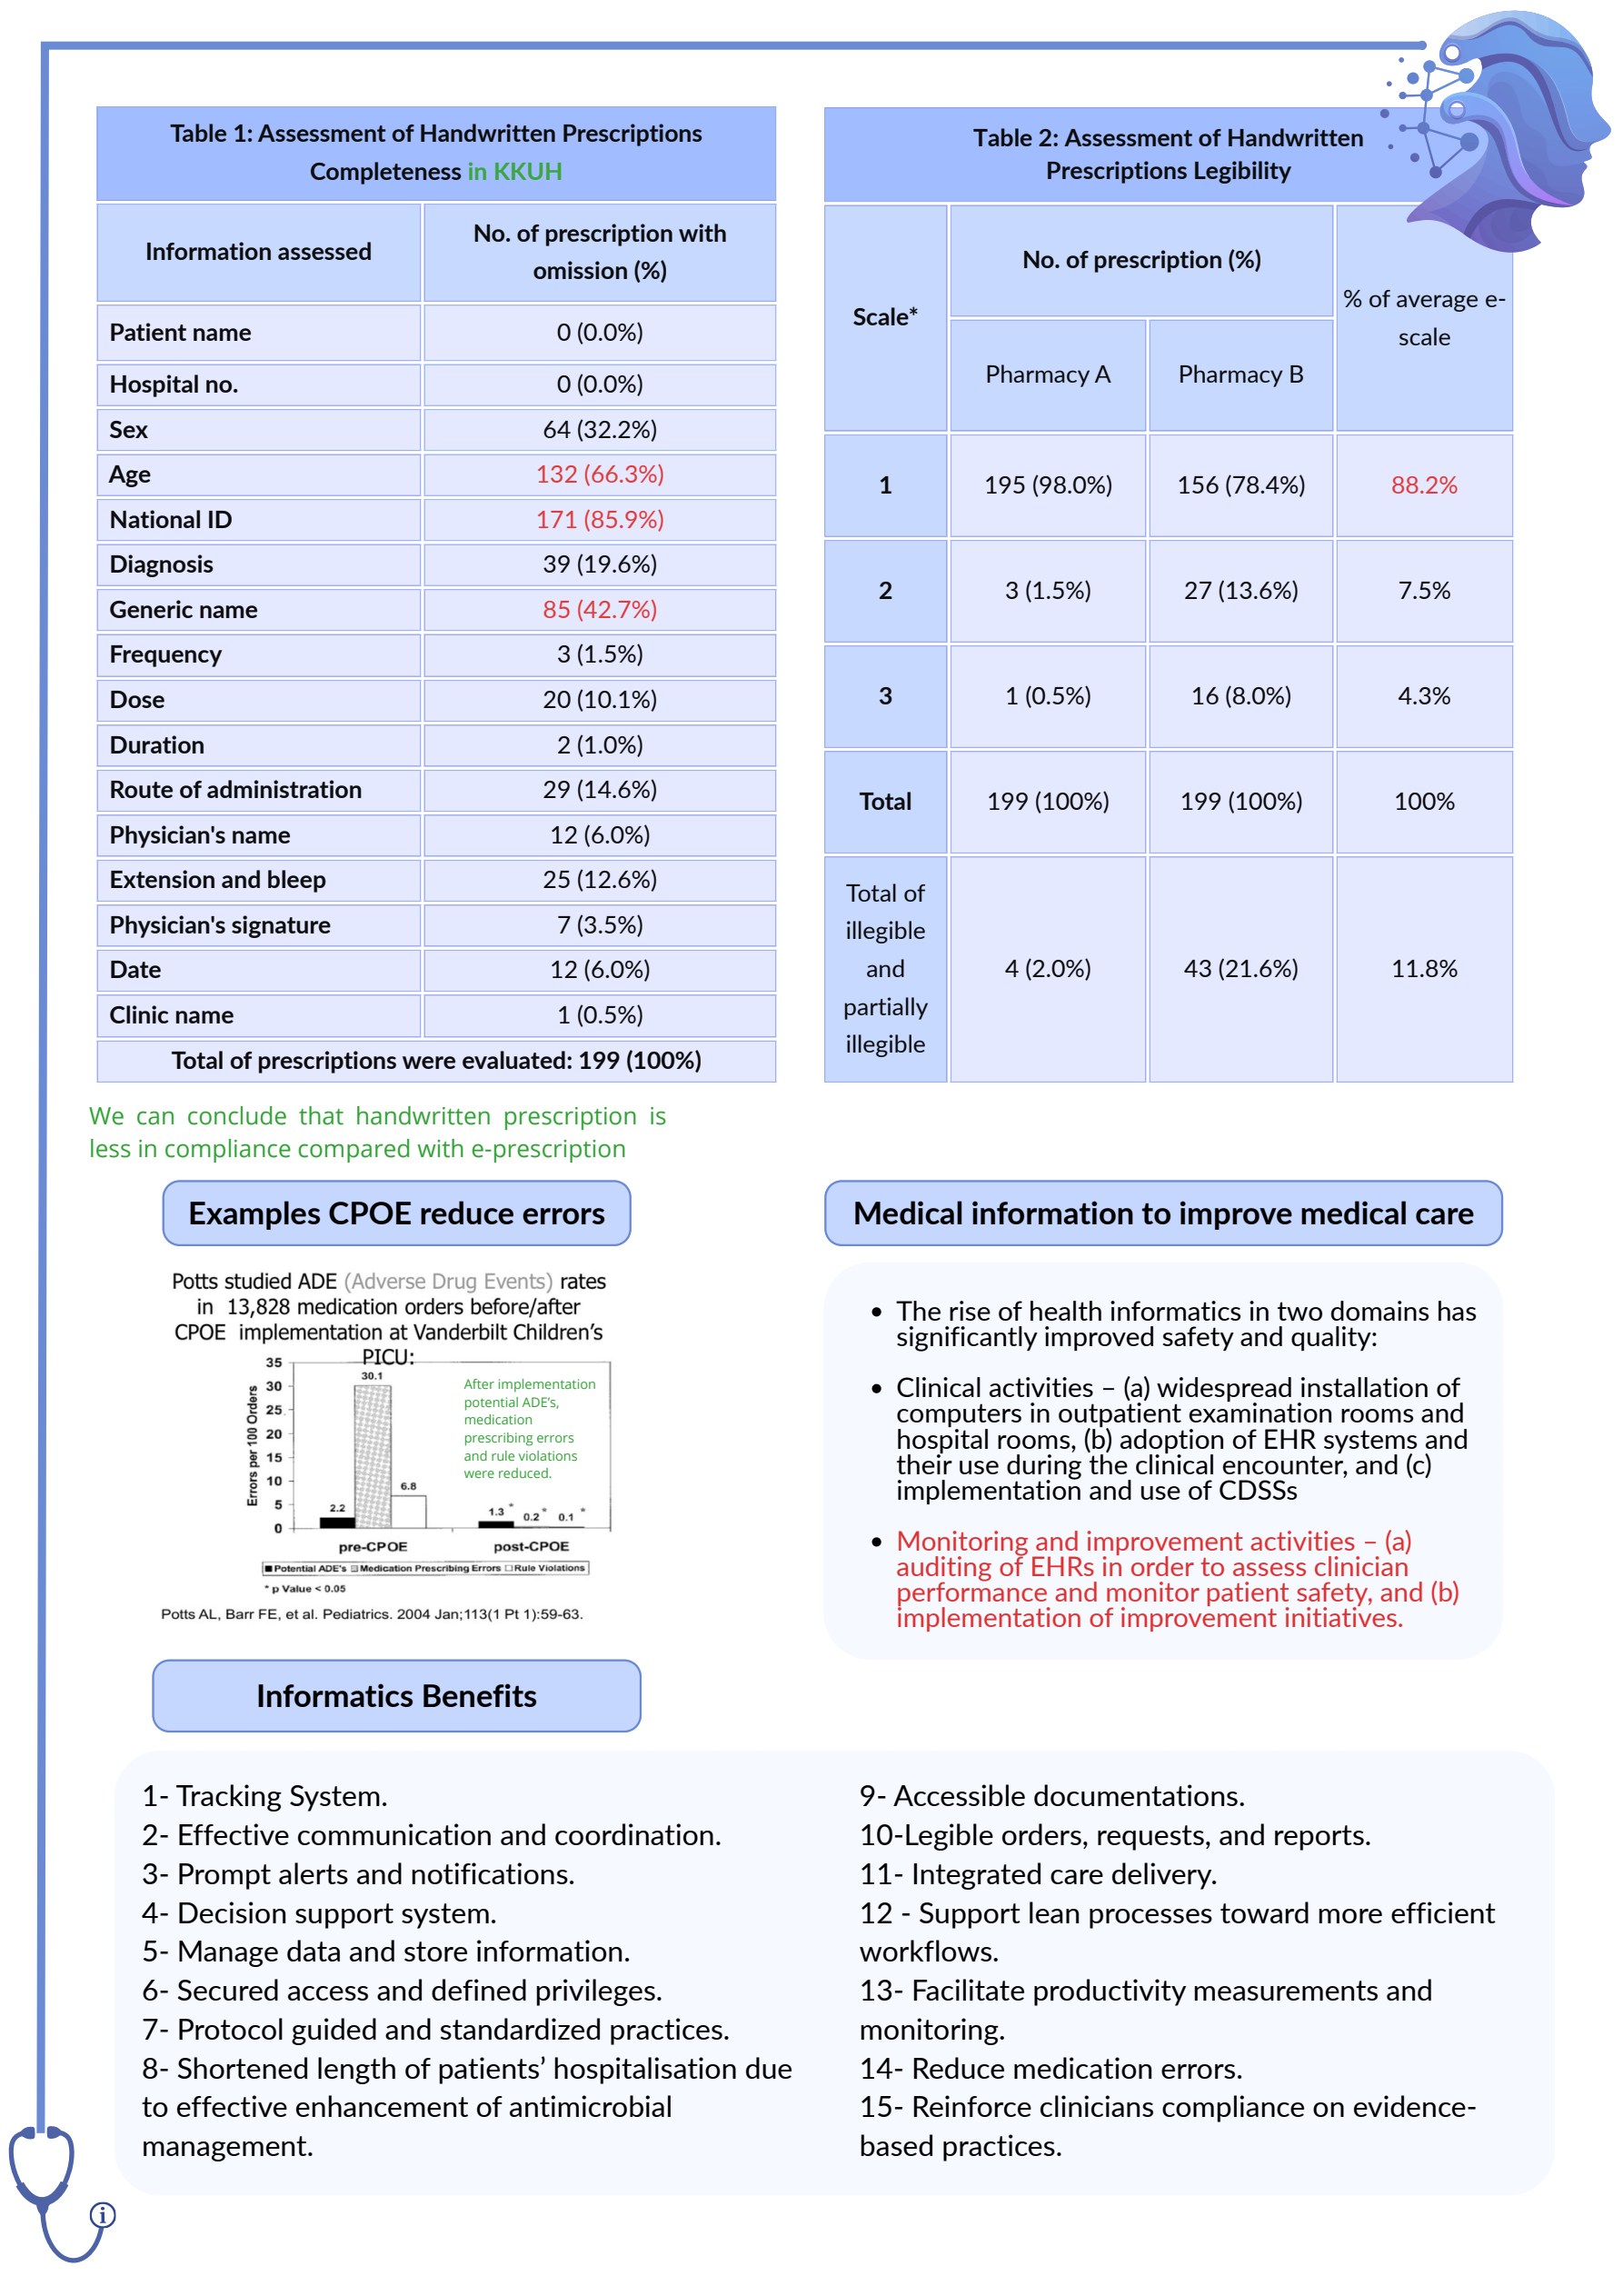 Table 1: Assessment of Handwritten Prescriptions
Completeness in KKUH
Information assessed
No. of prescription with
omission (%)
Patient name
0 (0.0%)
Hospital no.
0 (0.0%)
Sex
64 (32.2%)
Age
132 (66.3%)
National ID
171 (85.9%)
Diagnosis
39 (19.6%)
Generic name
85 (42.7%)
Frequency
3 (1.5%)
Dose
20 (10.1%)
Duration
2 (1.0%)
Route of administration
29 (14.6%)
Physician's name
12 (6.0%)
Extension and bleep
25 (12.6%)
Physician's signature
7 (3.5%)
Date
12 (6.0%)
Clinic name
1 (0.5%)
Total of prescriptions were evaluated: 199 (100%)
Table 2: Assessment of Handwritten
Prescriptions Legibility
Scale*
No. of prescription (%)
% of average e-
scale
Pharmacy A
Pharmacy B
1
195 (98.0%)
156 (78.4%)
88.2%
2
3 (1.5%)
27 (13.6%)
7.5%
3
1 (0.5%)
16 (8.0%)
4.3%
Total
199 (100%)
199 (100%)
100%
Total of
illegible
and
partially
illegible
4 (2.0%)
43 (21.6%)
11.8%
We can conclude that handwritten prescription is
less in compliance compared with e-prescription
Examples CPOE reduce errors
Potts studied ADE (Adverse Drug Events) rates
in 13,828 medication orders before/after
CPOE implementation at Vanderbilt Children's
PICU:
Errors per 100 Orders
35
30
25
20
15
10
5
0
2.2
30.1
6.8
1.3 *
0.2 *
0.1 *
After implementation
potential ADE's,
medication
prescribing errors
and rule violations
were reduced.
pre-CPOE
post-CPOE
Potential ADE's Medication Prescribing Errors Rule Violations
* p Value < 0.05
Potts AL, Barr FE, et al. Pediatrics. 2004 Jan;113(1 Pt 1):59-63.
Medical information to improve medical care
• The rise of health informatics in two domains has
significantly improved safety and quality:
• Clinical activities – (a) widespread installation of
computers in outpatient examination rooms and
hospital rooms, (b) adoption of EHR systems and
their use during the clinical encounter, and (c)
implementation and use of CDSSs
• Monitoring and improvement activities – (a)
auditing of EHRs in order to assess clinician
performance and monitor patient safety, and (b)
implementation of improvement initiatives.
Informatics Benefits
1- Tracking System.
2- Effective communication and coordination.
3- Prompt alerts and notifications.
4- Decision support system.
5- Manage data and store information.
6- Secured access and defined privileges.
7- Protocol guided and standardized practices.
8- Shortened length of patients’ hospitalisation due
to effective enhancement of antimicrobial
management.
9- Accessible documentations.
10-Legible orders, requests, and reports.
11- Integrated care delivery.
12 - Support lean processes toward more efficient
workflows.
13- Facilitate productivity measurements and
monitoring.
14- Reduce medication errors.
15- Reinforce clinicians compliance on evidence-
based practices.
i